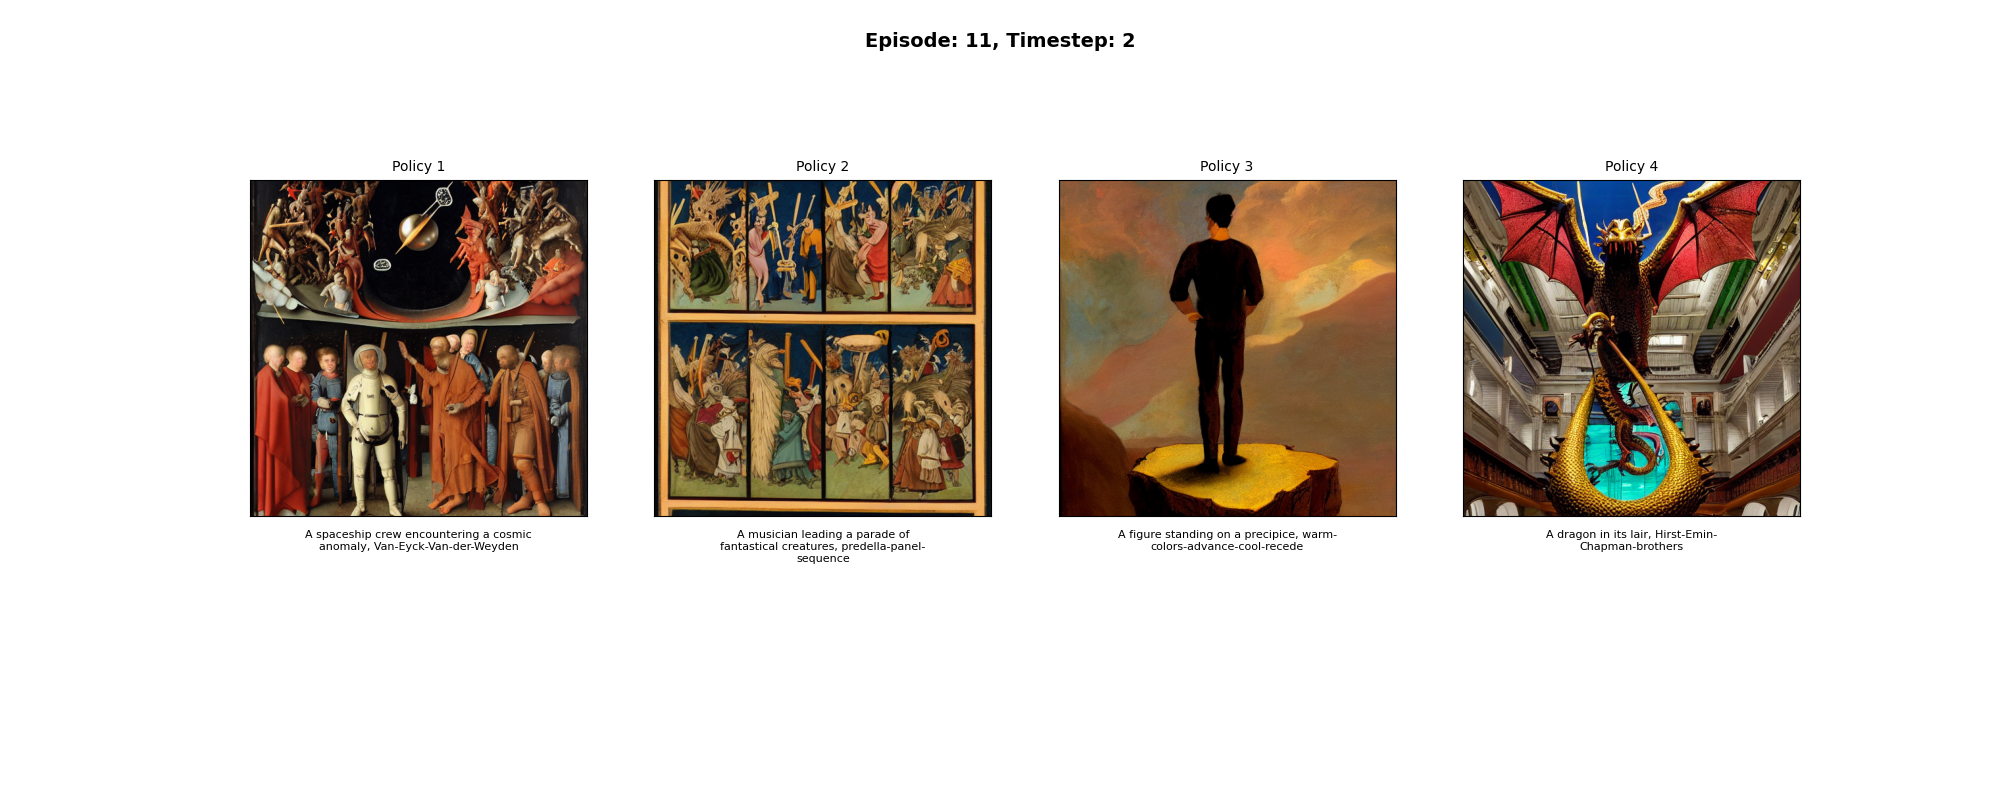 Episode: 11, Timestep: 2
Policy 1
Policy 2
Policy 3
Policy 4
A spaceship crew encountering a cosmic
anomaly, Van-Eyck-Van-der-Weyden
A musician leading a parade of
fantastical creatures, predella-panel-
sequence
A figure standing on a precipice, warm-
colors-advance-cool-recede
A dragon in its lair, Hirst-Emin-
Chapman-brothers